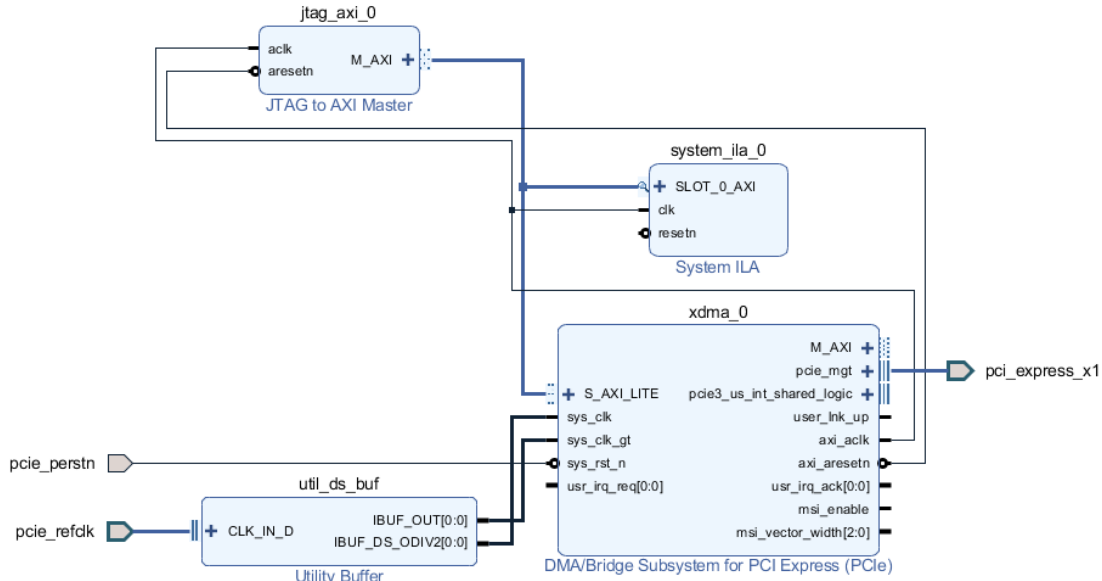 jtag_axi_0
aclk
M_AXI
aresetn
JTAG to AXI Master
system_ila_0
SLOT_0_AXI
clk
resetn
System ILA
xdma_0
M_AXI
pcie_mgt
pci_express_x1
S_AXI_LITE
pcie3_us_int_shared_logic
sys_clk
user_lnk_up
sys_clk_gt
axi_aclk
pcie_perstn
sys_rst_n
axi_aresetn
usr_irq_req[0:0]
usr_irq_ack[0:0]
util_ds_buf
msi_enable
IBUF_OUT[0:0]
pcie_refclk
CLK_IN_D
msi_vector_width[2:0]
IBUF_DS_ODIV2[0:0]
DMA/Bridge Subsystem for PCI Express (PCIe)
Utility Buffer